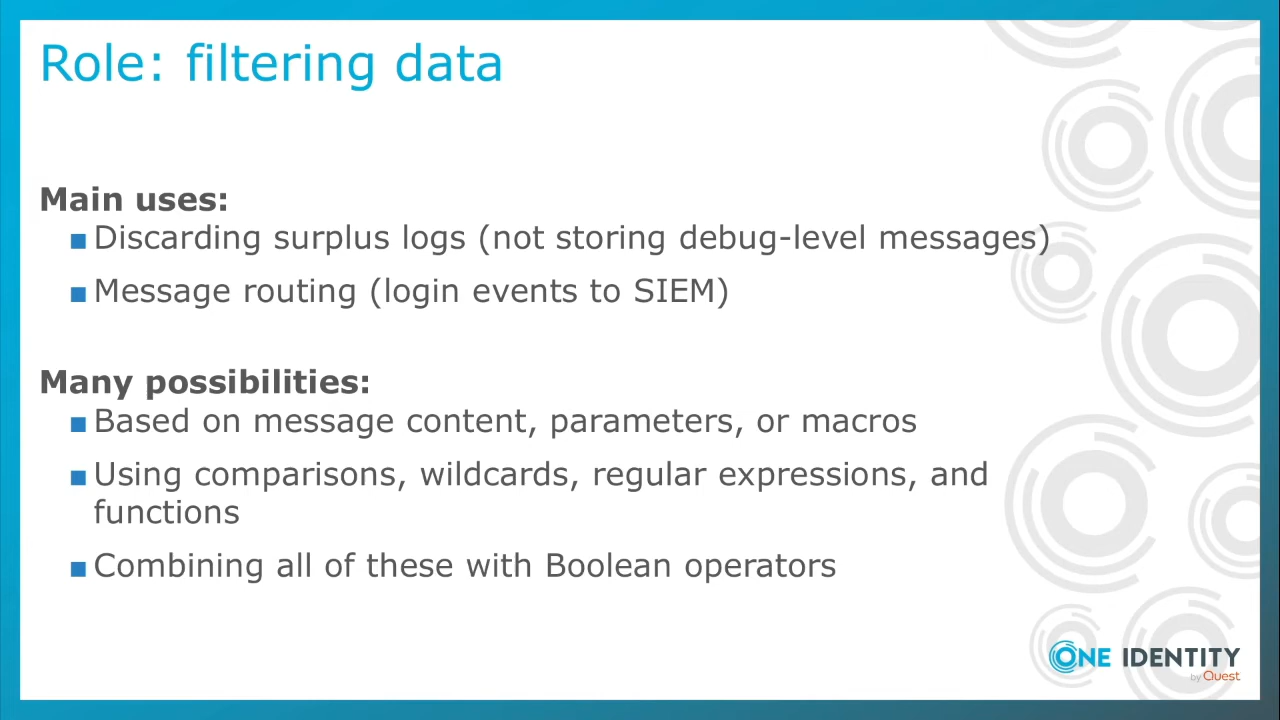 Role: filtering data
Main uses:
■ Discarding surplus logs (not storing debug-level messages)
■ Message routing (login events to SIEM)
Many possibilities:
■ Based on message content, parameters, or macros
■ Using comparisons, wildcards, regular expressions, and
functions
■ Combining all of these with Boolean operators
ONE IDENTITY
by Quest